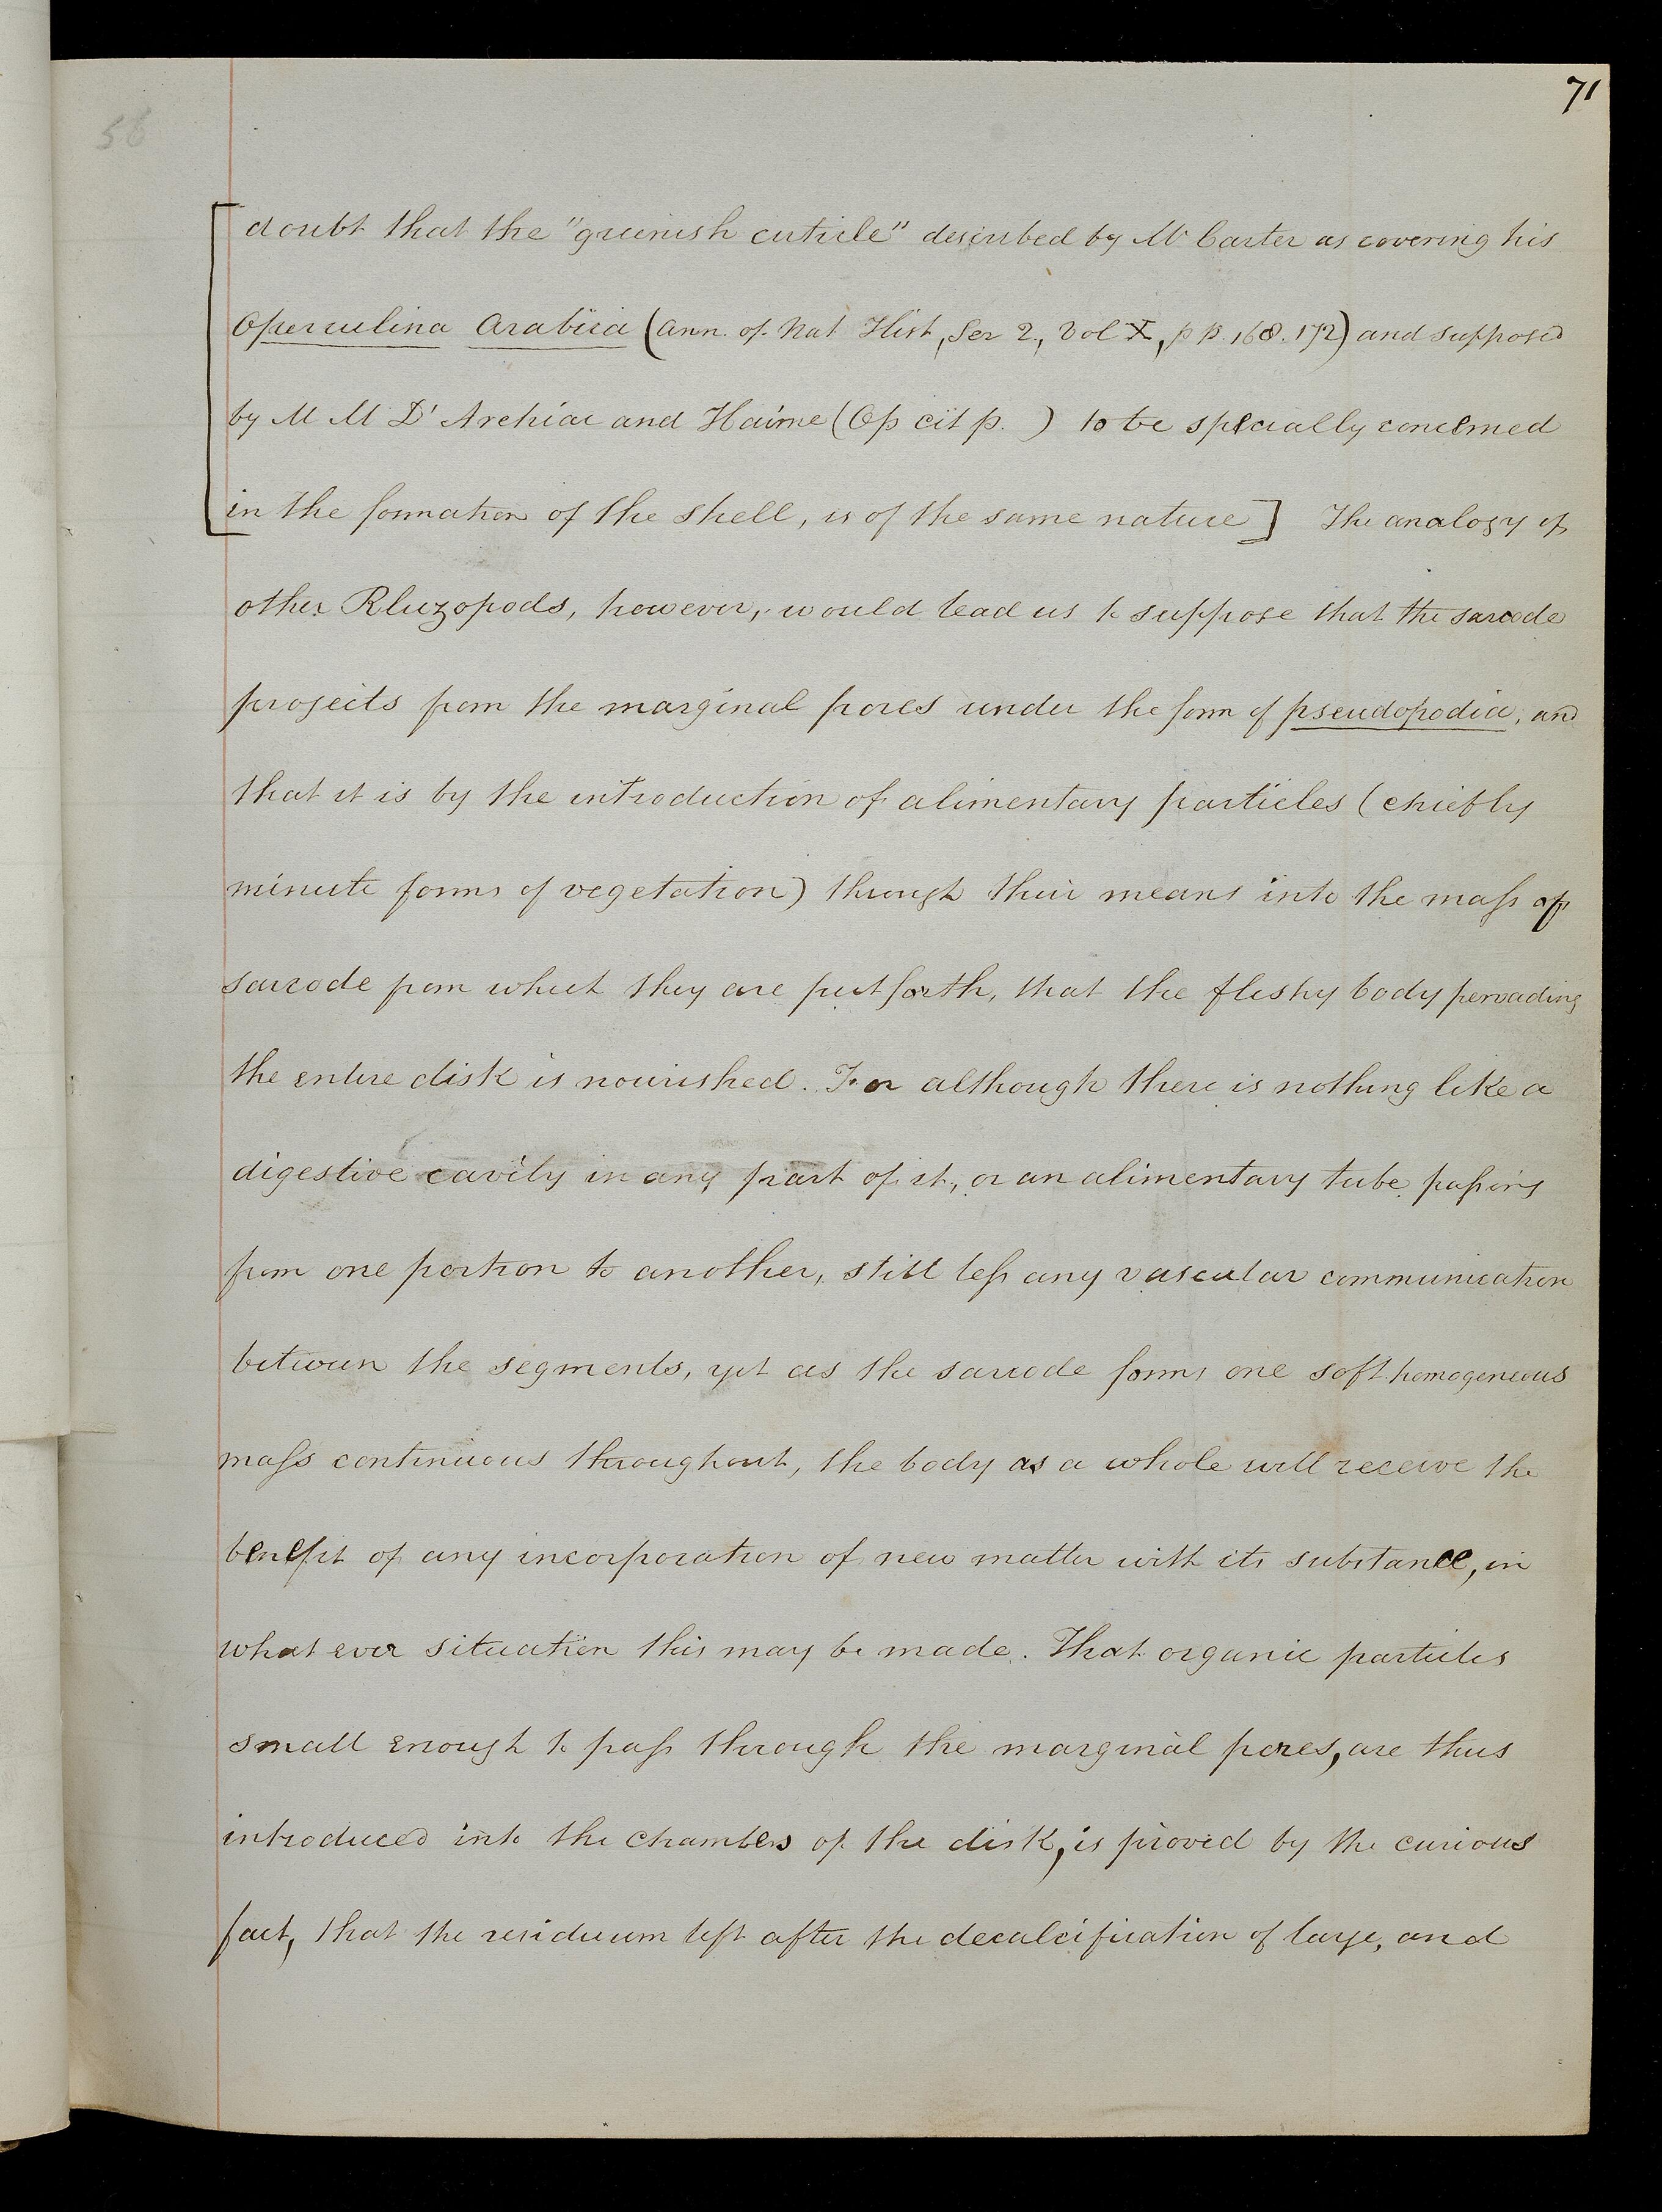 71
56
[doubt that the "greenish cuticle" described by Mr Carter as covering his
Operculina Arabica (Ann. of Nat Hist, Ser 2., Vol X, p p. 168. 172) and supposed
by M M D'Archiac and Haime (Op cit p. ) to be specially concerned
in the formation of the shell, is of the same nature] The analogy of
other Rhizopods, however, would lead us to suppose that the sarcode
projects from the marginal pores under the form of pseudopodia, and
that it is by the introduction of alimentary particles (chiefly
minute forms of vegetation) through their means into the mass of
sarcode from which they are put forth, that the fleshy body pervading
the entire disk is nourished. For although there is nothing like a
digestive cavity in any part of it, or an alimentary tube passing
from one portion to another, still less any vascular communication
between the segments, yet as the sarcode forms one soft homogeneous
mass continuous throughout, the body as a whole will receive the
benefit of any incorporation of new matter with its substance, in
what ever situation this may be made. That organic particles
small enough to pass through the marginal pores, are thus
introduced into the chambers of the disk, is proved by the curious
fact, that the residuum left after the decalcification of large, and